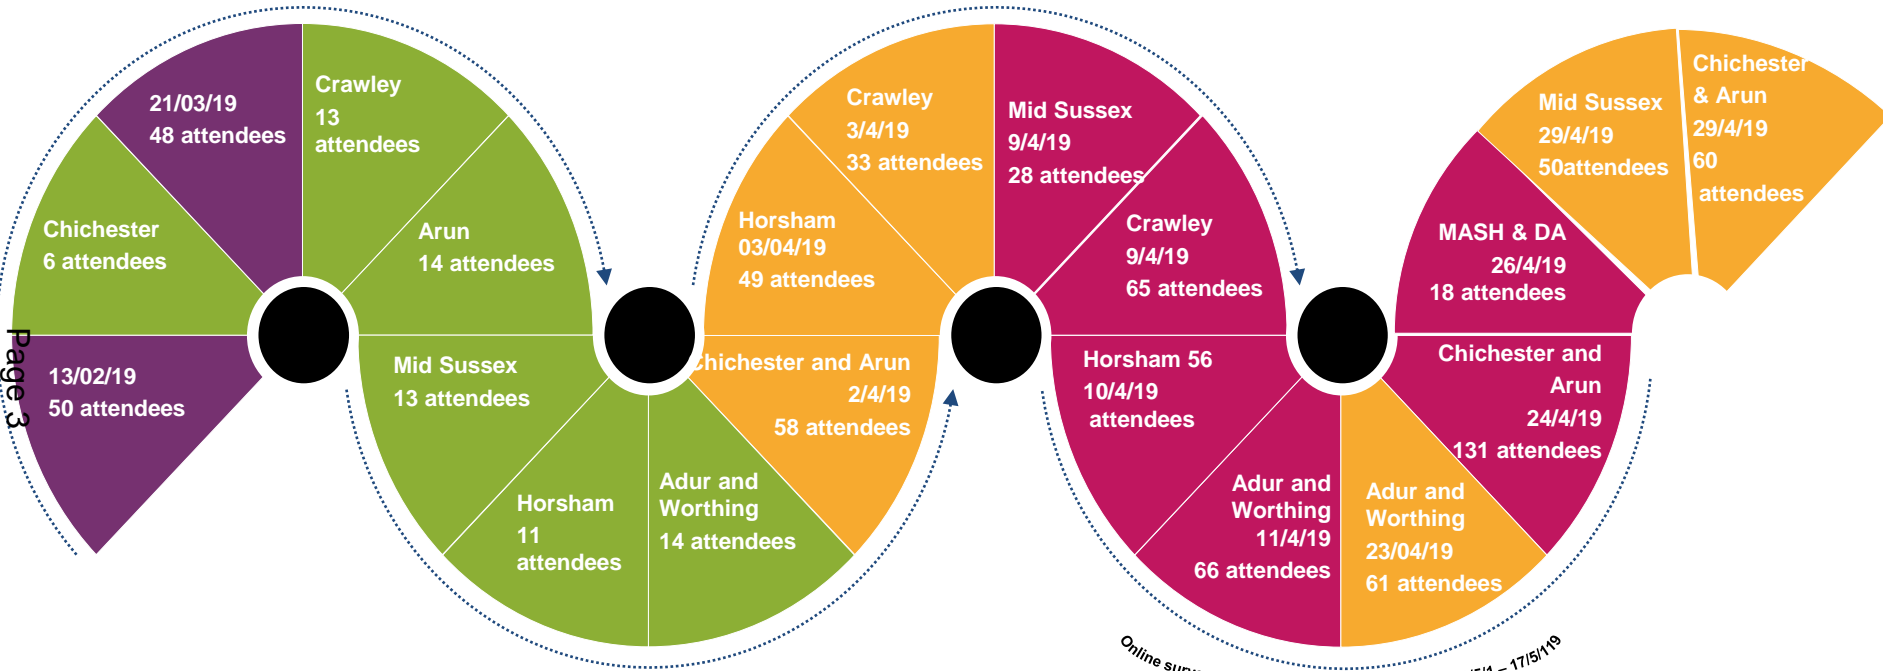 Page 3
13/02/19
50 attendees
Chichester
6 attendees
21/03/19
48 attendees
Crawley
13
attendees
Arun
14 attendees
Mid Sussex
13 attendees
Horsham
11
attendees
Adur and
Worthing
14 attendees
Chichester and Arun
2/4/19
58 attendees
Horsham
03/04/19
49 attendees
Crawley
3/4/19
33 attendees
Mid Sussex
9/4/19
28 attendees
Crawley
9/4/19
65 attendees
Horsham 56
10/4/19
attendees
Adur and
Worthing
11/4/19
66 attendees
Adur and
Worthing
23/04/19
61 attendees
Chichester and
Arun
24/4/19
131 attendees
MASH & DA
26/4/19
18 attendees
Mid Sussex
29/4/19
50attendees
Chichester
& Arun
29/4/19
60
attendees
Online – 17/5/119